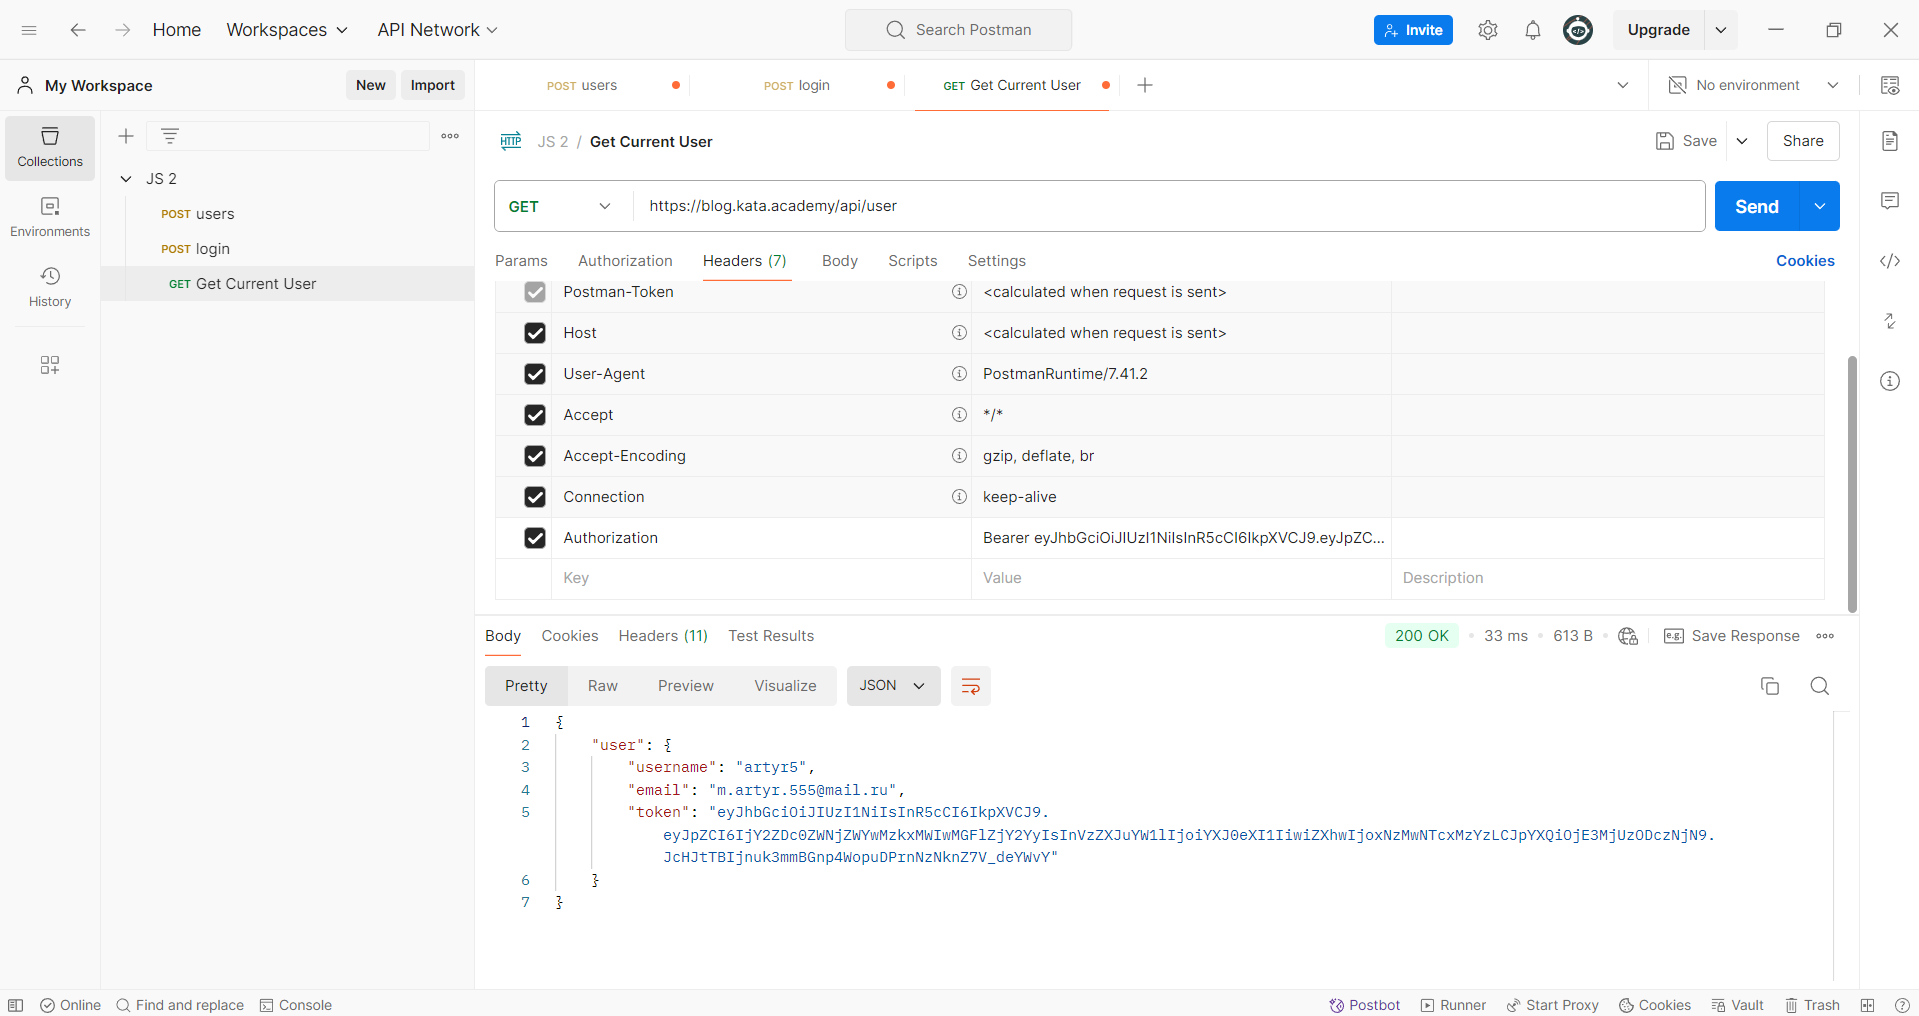 Home Workspaces API Network Search Postman Invite Upgrade
My Workspace New Import POST users POST login GET Get Current User No environment
Collections
Environments
History
JS 2
POST users
POST login
GET Get Current User
HTTP JS 2 / Get Current User Save Share
GET https://blog.kata.academy/api/user Send
Params Authorization Headers (7) Body Scripts Settings Cookies
Postman-Token <calculated when request is sent>
Host <calculated when request is sent>
User-Agent PostmanRuntime/7.41.2
Accept */*
Accept-Encoding gzip, deflate, br
Connection keep-alive
Authorization Bearer eyJhbGciOiJIUzI1NiIsInR5cCI6IkpXVCJ9.eyJpZC...
Key Value Description
Body Cookies Headers (11) Test Results 200 OK 33 ms 613 B e.g. Save Response
Pretty Raw Preview Visualize JSON
1 {
2 "user": {
3 "username": "artyr5",
4 "email": "m.artyr.555@mail.ru",
5 "token": "eyJhbGciOiJIUzI1NiIsInR5cCI6IkpXVCJ9.
eyJpZCI6IjY2ZDc0ZWNjZWYwMzkxMWIwMGFlZjY2YyIsInVzZXJuYW1lIjoiYXJ0eXI1IiwiZXhwIjoxNzMwNTcxMzYzLCJpYXQiOjE3MjUzODczNjN9.
JcHJtTBIjnuk3mmBGnp4WopuDPrnNzNknZ7V_deYWvY"
6 }
7 }
Online Find and replace Console Postbot Runner Start Proxy Cookies Vault Trash